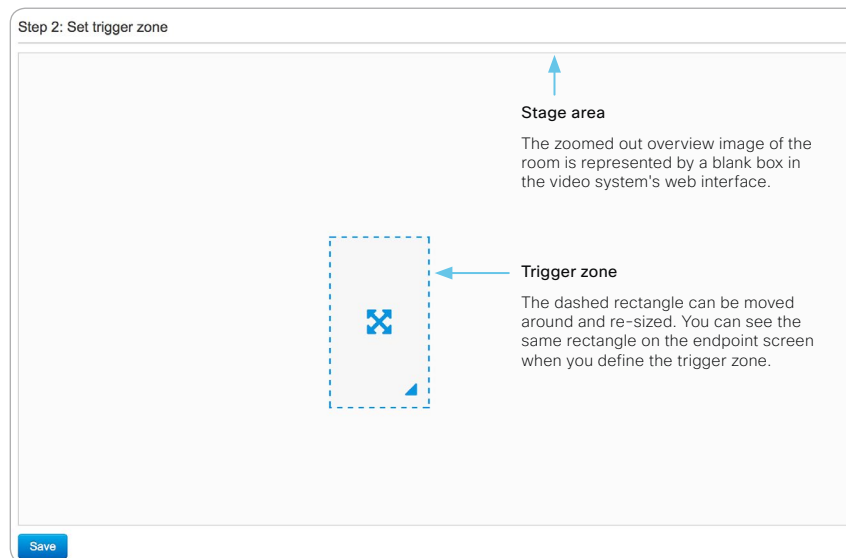 Step 2: Set trigger zone
Stage area
The zoomed out overview image of the
room is represented by a blank box in
the video system's web interface.
Trigger zone
The dashed rectangle can be moved
around and re-sized. You can see the
same rectangle on the endpoint screen
when you define the trigger zone.
Save